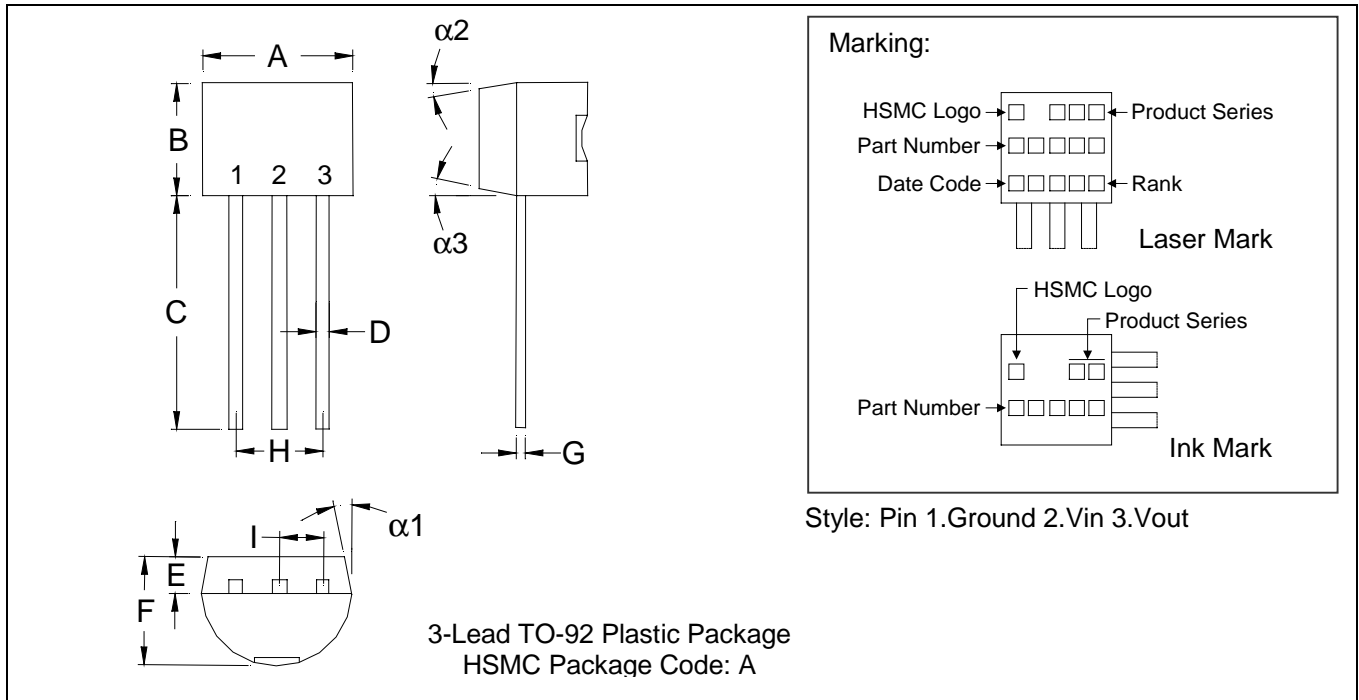 α2
A
B
1 2 3
α3
C
D
H
G
α1
I
E
F
3-Lead TO-92 Plastic Package
HSMC Package Code: A
Marking:
HSMC Logo
Product Series
Part Number
Date Code
Rank
Laser Mark
HSMC Logo
Product Series
Part Number
Ink Mark
Style: Pin 1.Ground 2.Vin 3.Vout